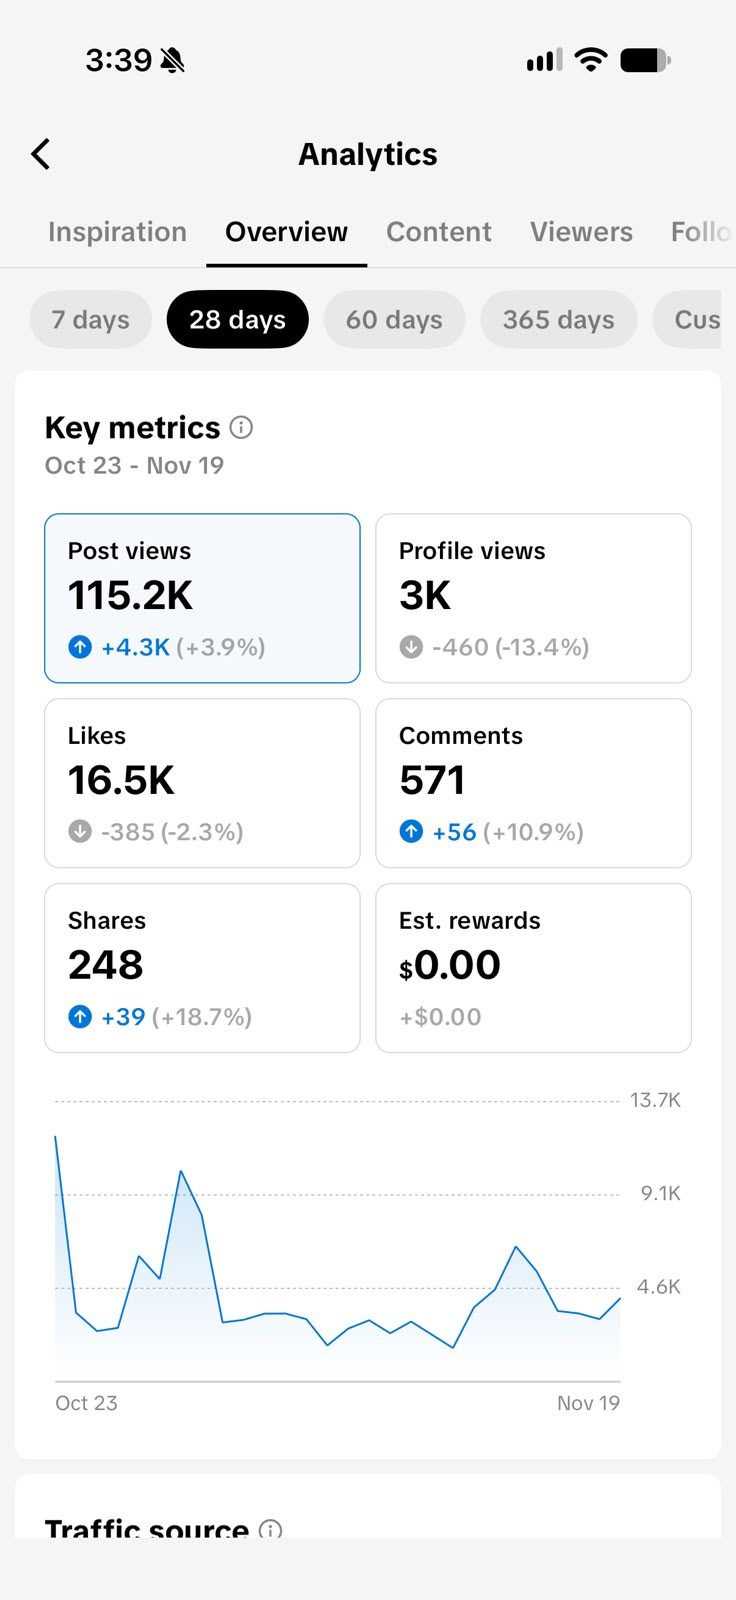 3:39
Analytics
Inspiration Overview Content Viewers Follo
7 days 28 days 60 days 365 days Cus
Key metrics
Oct 23 - Nov 19
Post views
115.2K
+4.3K (+3.9%)
Profile views
3K
-460 (-13.4%)
Likes
16.5K
-385 (-2.3%)
Comments
571
+56 (+10.9%)
Shares
248
+39 (+18.7%)
Est. rewards
$0.00
+$0.00
13.7K
9.1K
4.6K
Oct 23 Nov 19
Traffic source